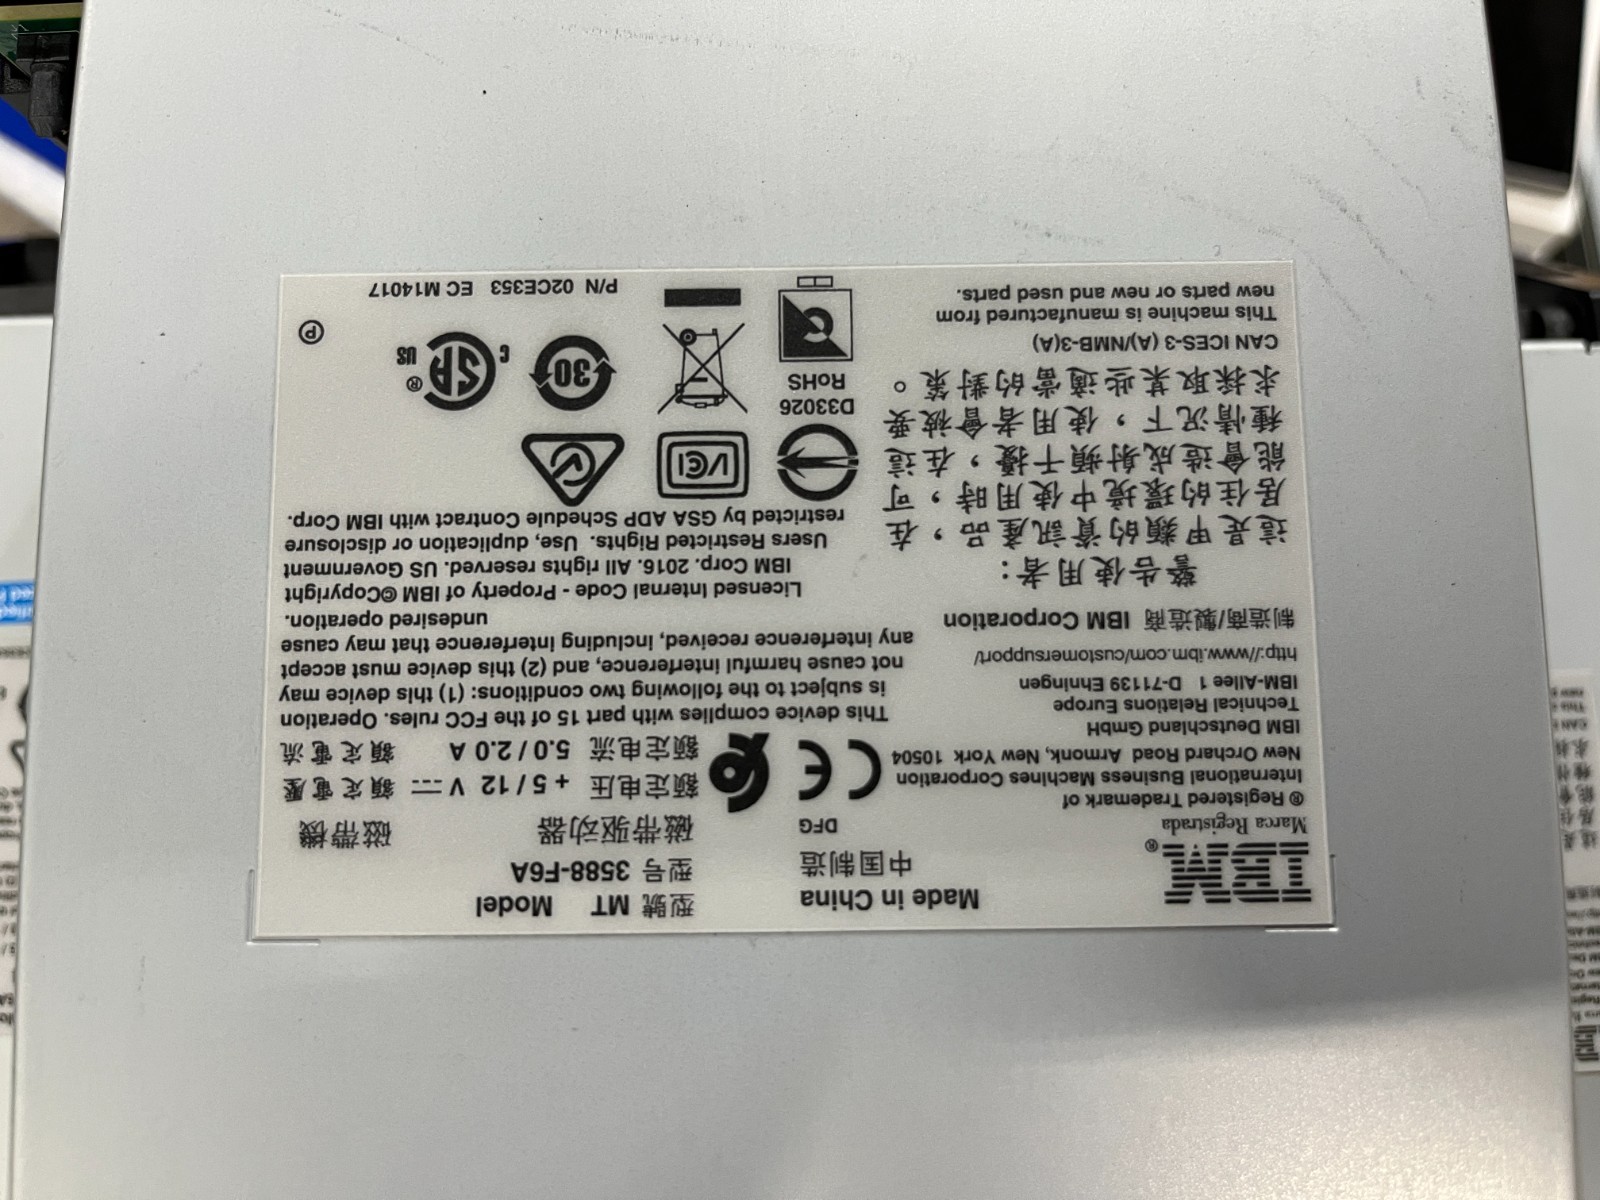 IBM®
Marca Registrada
® Registered Trademark of
International Business Machines Corporation
New Orchard Road Armonk, New York 10504
IBM Deutschland GmbH
Technical Relations Europe
IBM-Allee 1 D-71139 Ehningen
http://www.ibm.com/customersupport/
制造商/製造商 IBM Corporation
警告使用者:
這是甲類的資訊產品,在
居住的環境中使用時,可
能會造成射頻干擾,在這
種情況下,使用者會被要
求採取某些適當的對策。
CAN ICES-3 (A)/NMB-3(A)
This machine is manufactured from
new parts or new and used parts.
Made in China
中国制造
DFG
CE
型號 MT Model
型号 3588-F6A
磁带驱动器 磁帶機
额定电压 + 5 / 12 V 額定電壓
额定电流 5.0 / 2.0 A 額定電流
This device complies with part 15 of the FCC rules. Operation
is subject to the following two conditions: (1) this device may
not cause harmful interference, and (2) this device must accept
any interference received, including interference that may cause
undesired operation.
Licensed Internal Code - Property of IBM ©Copyright
IBM Corp. 2016. All rights reserved. US Government
Users Restricted Rights. Use, duplication or disclosure
restricted by GSA ADP Schedule Contract with IBM Corp.
VCI
D33026
RoHS
30
C SA® US
P
P/N 02CE353 EC M14017